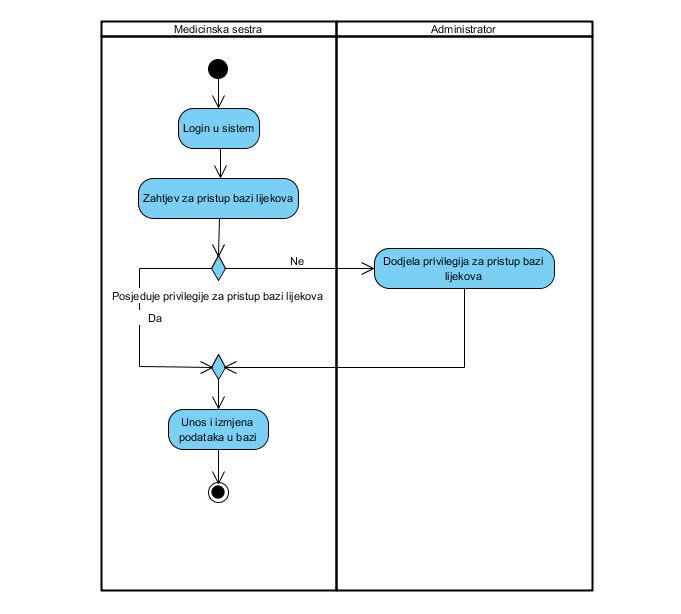 Medicinska sestra
Administrator
Login u sistem
Zahtjev za pristup bazi lijekova
Ne
Dodjela privilegija za pristup bazi
lijekova
Posjeduje privilegije za pristup bazi lijekova
Da
Unos i izmjena
podataka u bazi